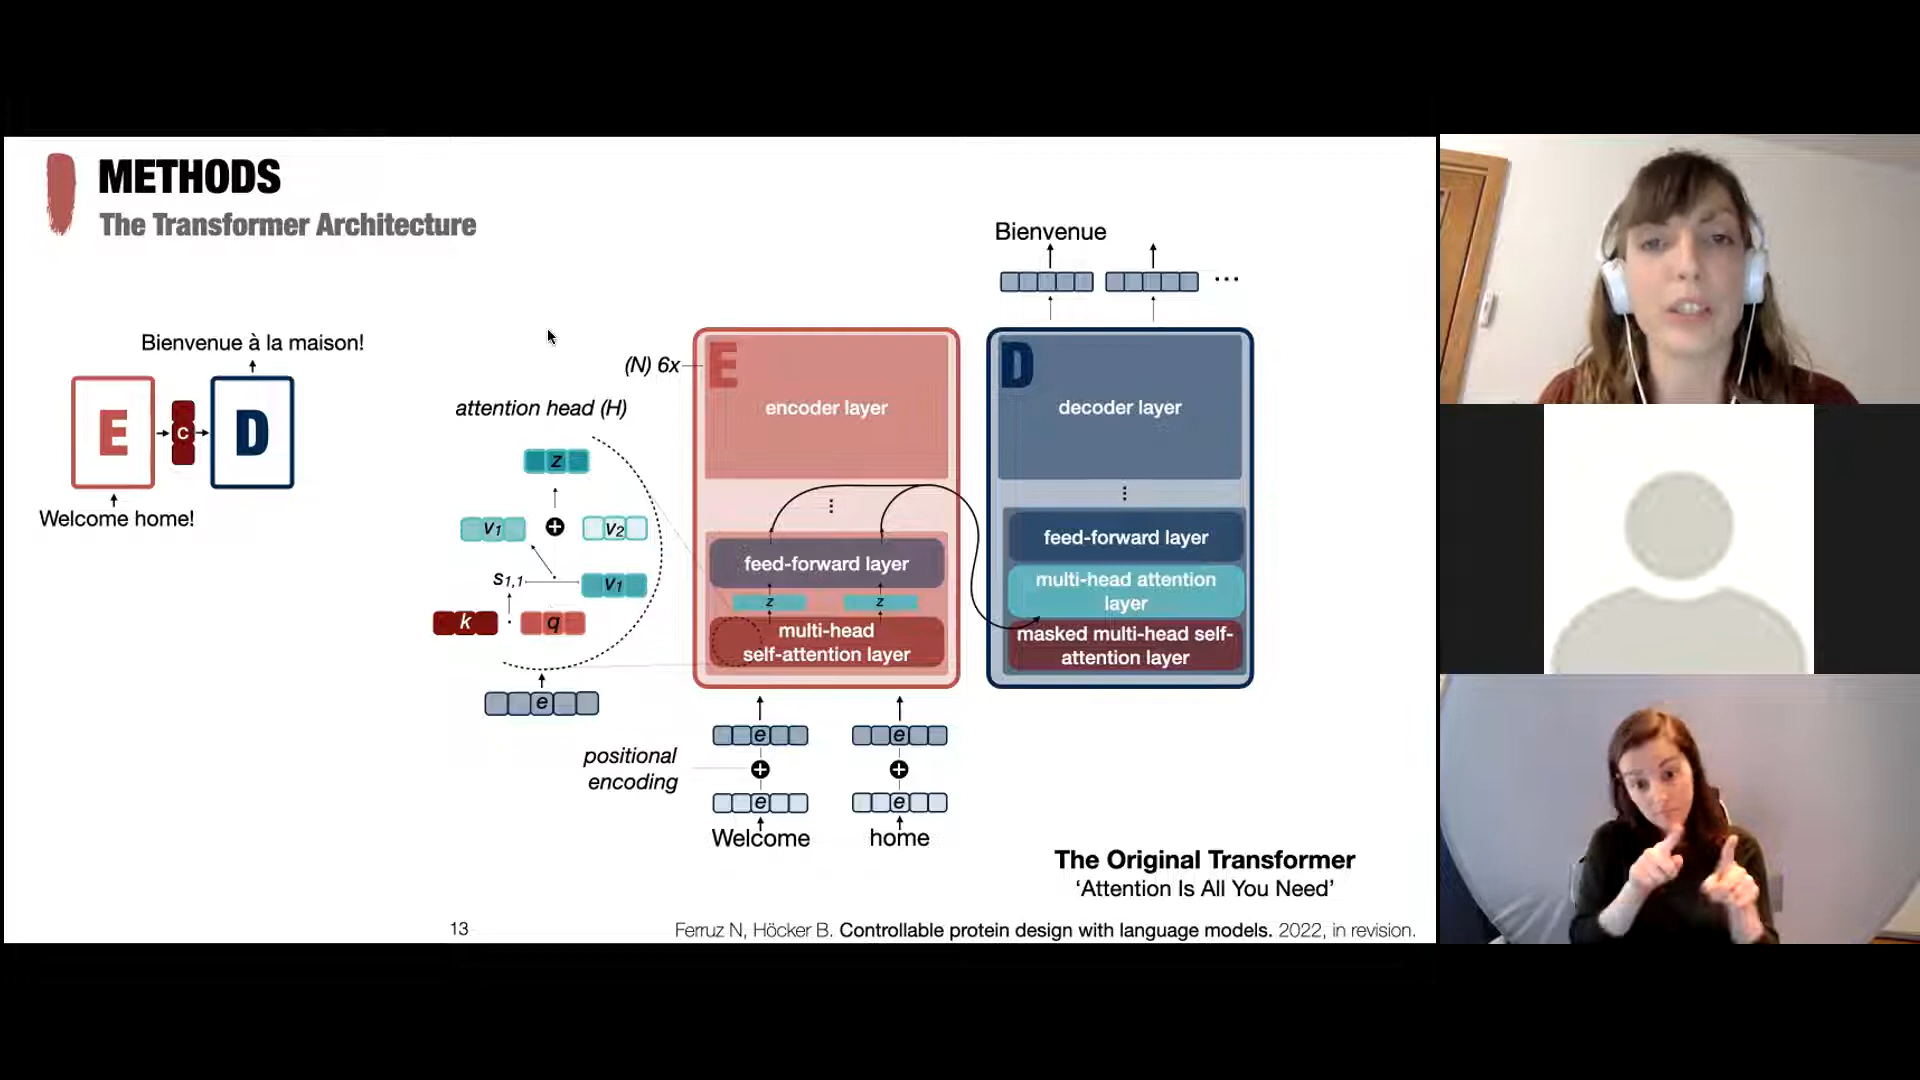 METHODS
The Transformer Architecture
Bienvenue à la maison!
E
c
D
Welcome home!
attention head (H)
z
v1
v2
s1,1
v1
k
q
e
(N) 6x
E
encoder layer
feed-forward layer
z
z
multi-head
self-attention layer
positional
encoding
e
e
e
e
Welcome
home
Bienvenue
...
D
decoder layer
feed-forward layer
multi-head attention
layer
masked multi-head self-
attention layer
The Original Transformer
‘Attention Is All You Need’
13
Ferruz N, Höcker B. Controllable protein design with language models. 2022, in revision.